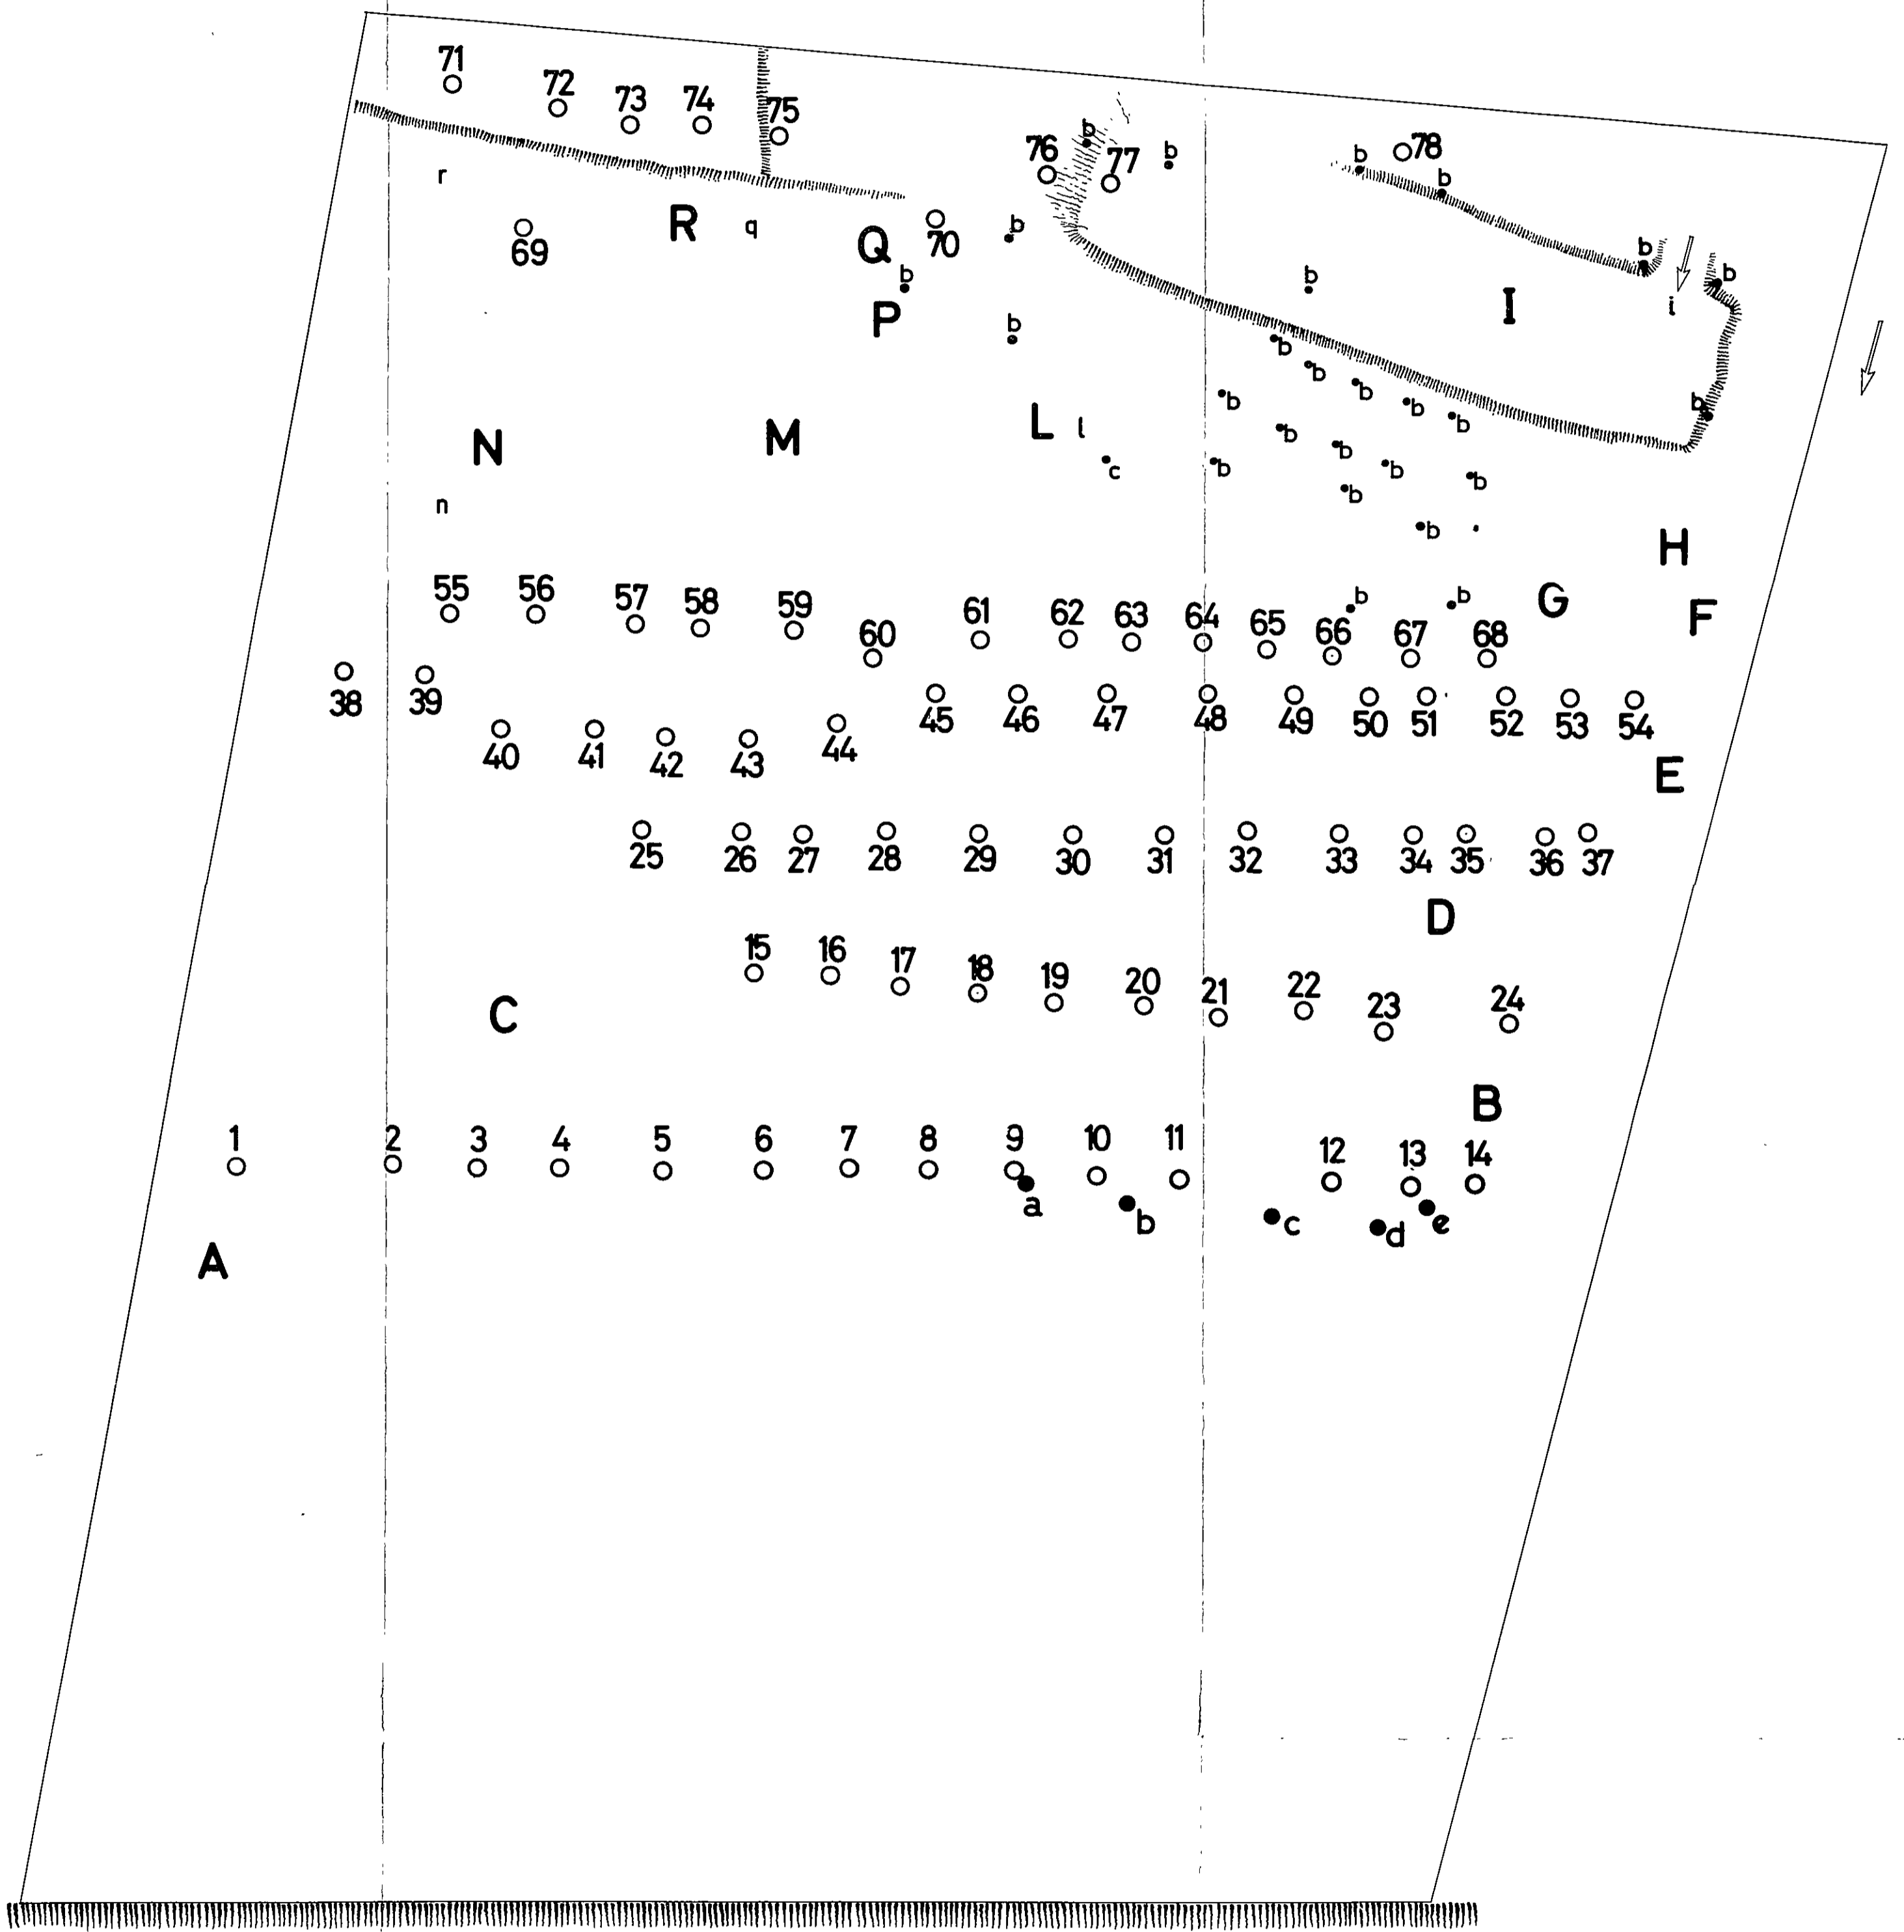 71
72 73 74 75
b
76 77 b b 78
b
r
R q Q 70 b
69
b b b
P b I i
b
b
b b
b b
b b b
N M L l b b
c b b b
b
n b
H
55 56 57 58 59 61 62 63 64 65 66 67 68 b b G F
60
38 39
45 46 47 48 49 50 51 52 53 54
40 41 42 43 44
E
25 26 27 28 29 30 31 32 33 34 35 36 37
D
15 16 17 18 19 20 21 22 23 24
C
B
1 2 3 4 5 6 7 8 9 10 11 12 13 14
a b c d e
A